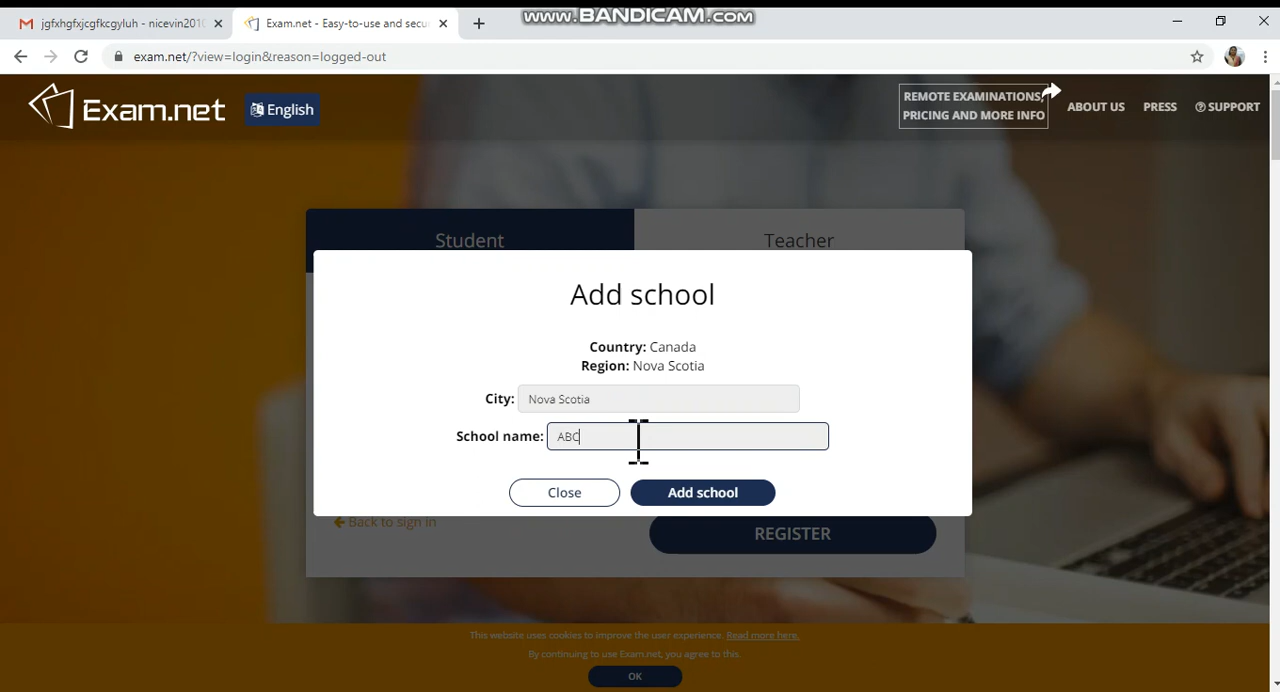 www.BANDICAM.com
jgfxhgfxjcgfkcgyluh - nicevin201
Exam.net - Easy-to-use and secu
exam.net/?view=login&reason=logged-out
Exam.net
English
REMOTE EXAMINATIONS,
PRICING AND MORE INFO
ABOUT US
PRESS
SUPPORT
Student
Teacher
Add school
Country: Canada
Region: Nova Scotia
City: Nova Scotia
School name: ABC
Close
Add school
Back to sign in
REGISTER
This website uses cookies to improve the user experience. Read more here.
By continuing to use Exam.net, you agree to this.
OK